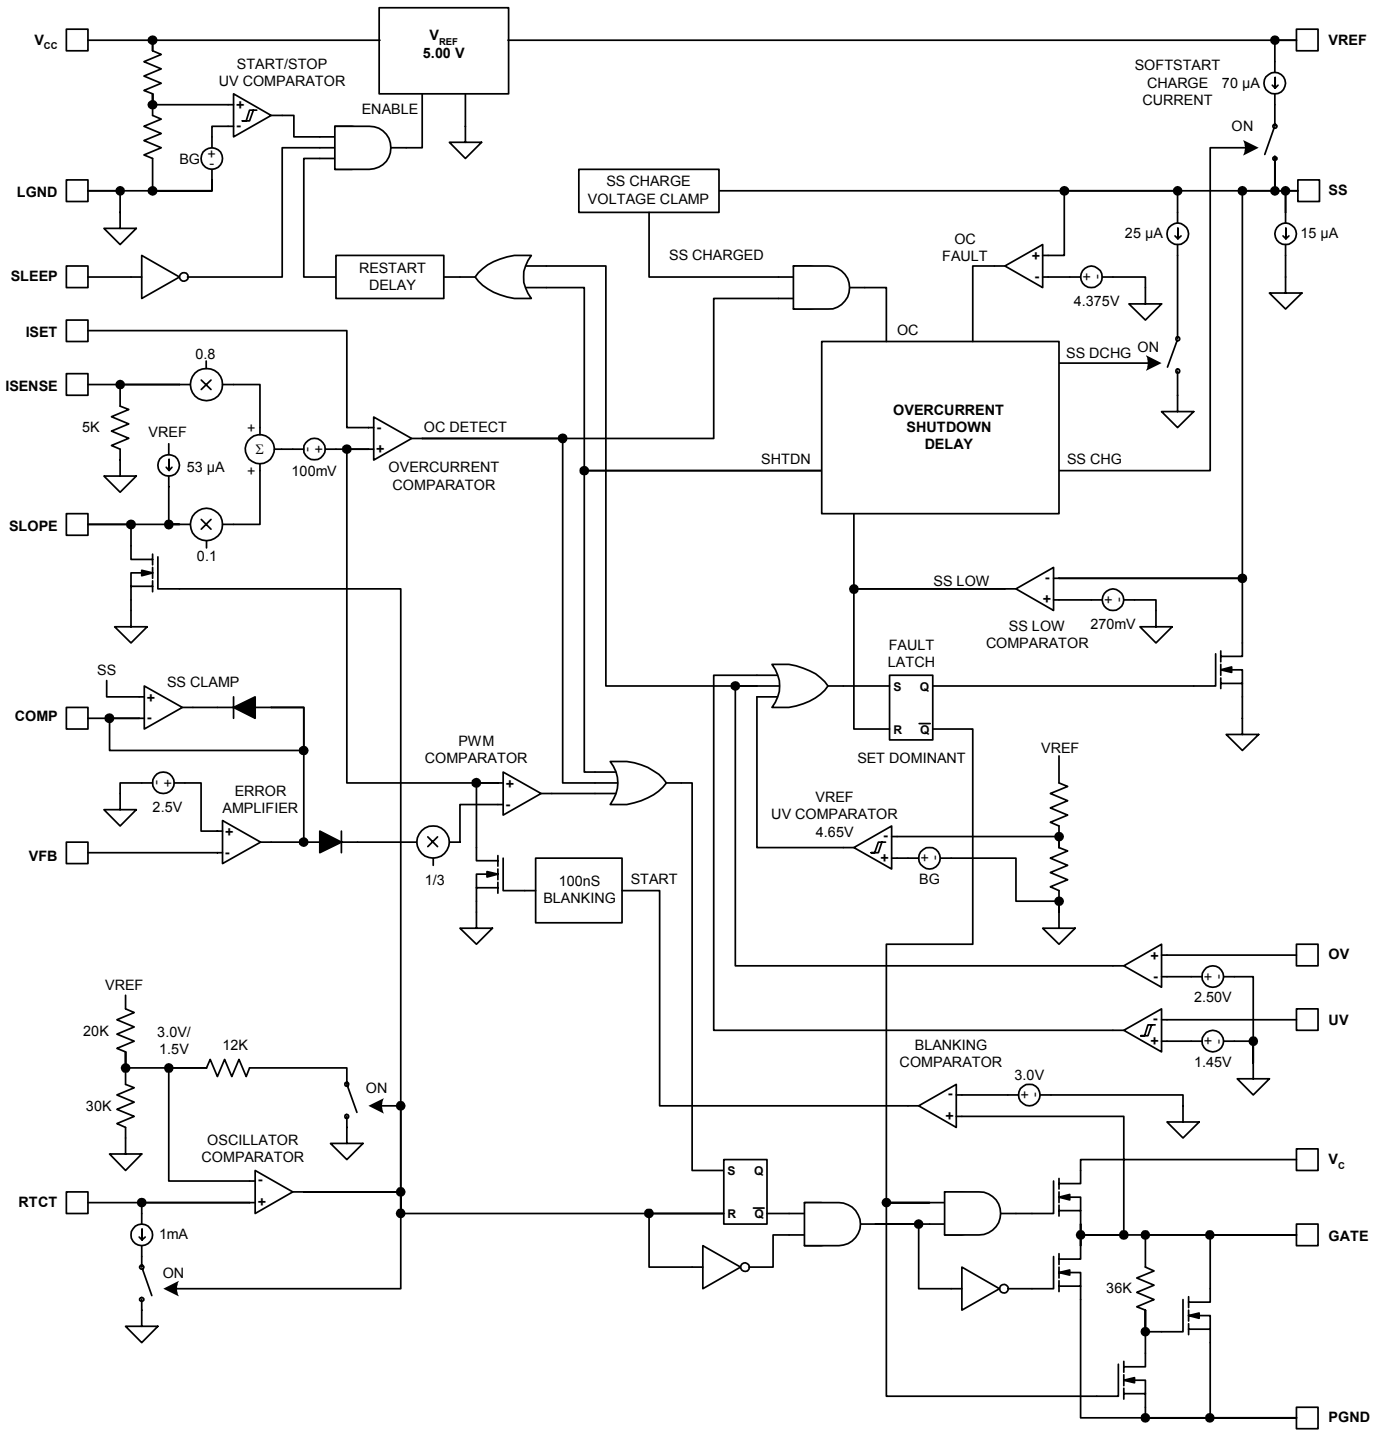 VCC
VREF
5.00 V
VREF
START/STOP
UV COMPARATOR
SOFTSTART
CHARGE
CURRENT
70 µA
ENABLE
ON
+
-
BG
+
-
LGND
SS CHARGE
VOLTAGE CLAMP
SS
25 µA
15 µA
OC
FAULT
SS CHARGED
SLEEP
RESTART
DELAY
+
-
+ -
4.375V
ISET
OC
SS DCHG
ON
0.8
ISENSE
×
5K
VREF
53 µA
+
Σ
+
- +
100mV
-
+
OC DETECT
OVERCURRENT
COMPARATOR
OVERCURRENT
SHUTDOWN
DELAY
SHTDN
SS CHG
SLOPE
×
0.1
SS LOW
-
+
+ -
270mV
SS LOW
COMPARATOR
FAULT
LATCH
SS
SS CLAMP
+
-
COMP
S Q
R Q
SET DOMINANT
PWM
COMPARATOR
VREF
- +
2.5V
ERROR
AMPLIFIER
+
-
+
-
VREF
UV COMPARATOR
4.65V
-
+
+ -
BG
VFB
×
1/3
100nS
BLANKING
START
OV
+
-
+ -
2.50V
UV
-
+
+ -
1.45V
VREF
20K
3.0V/
1.5V
12K
BLANKING
COMPARATOR
3.0V
+ -
-
+
30K
ON
OSCILLATOR
COMPARATOR
-
+
VC
S Q
R Q
RTCT
1mA
ON
GATE
36K
PGND